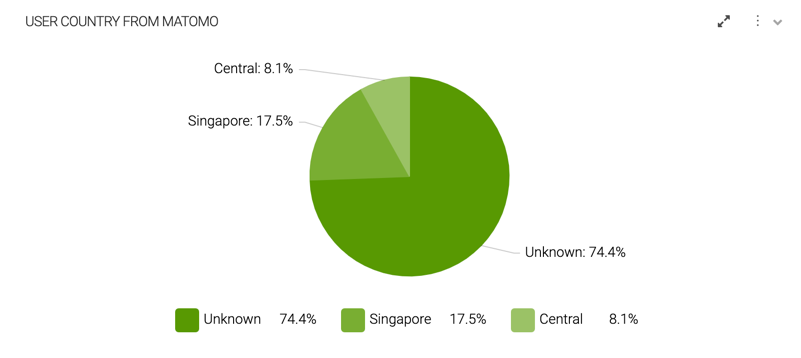 USER COUNTRY FROM MATOMO
Central: 8.1%
Singapore: 17.5%
Unknown: 74.4%
Unknown 74.4% Singapore 17.5% Central 8.1%